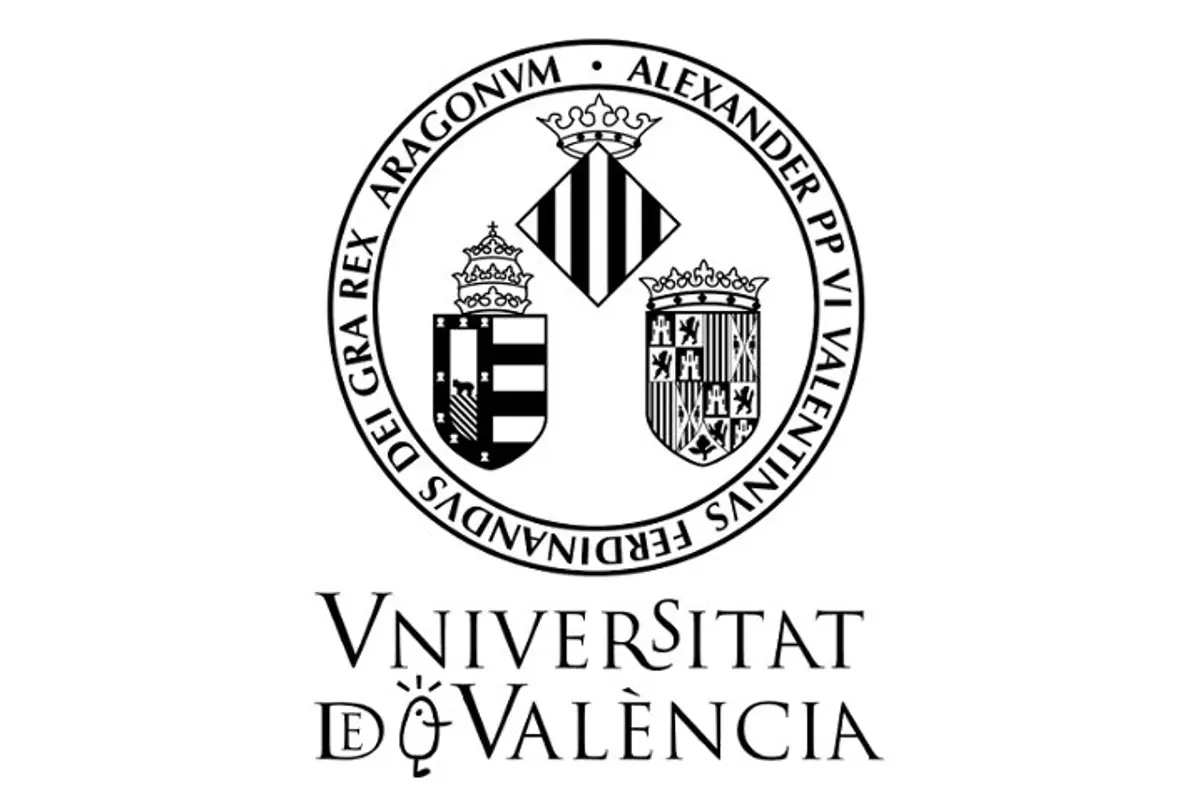 ALEXANDER PP VI VALENTINVS FERDINANDVS DEI GRA REX ARAGONVM ·
VNIVERSITAT
DE VALÈNCIA